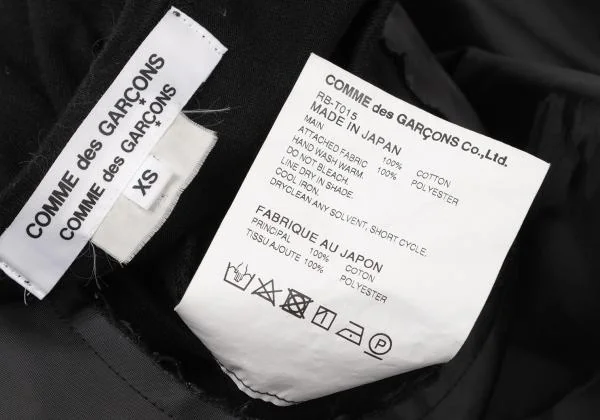 COMME des GARÇONS
COMME des GARÇONS
XS
COMME des GARÇONS Co.,Ltd.
RB-T015
MADE IN JAPAN
MAIN 100% COTTON
ATTACHED FABRIC 100% POLYESTER
HAND WASH WARM.
DO NOT BLEACH.
LINE DRY IN SHADE.
COOL IRON.
DRYCLEAN ANY SOLVENT, SHORT CYCLE.
FABRIQUE AU JAPON
PRINCIPAL 100% COTON
TISSU AJOUTE 100% POLYESTER
P